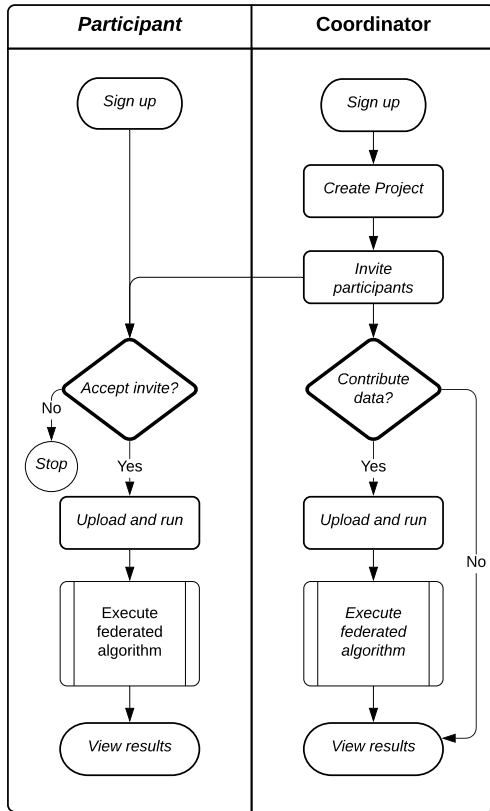 Participant
Coordinator
Sign up
Sign up
Create Project
Invite
participants
Accept invite?
Contribute
data?
No
Stop
Yes
Yes
Upload and run
Upload and run
No
Execute
federated
algorithm
Execute
federated
algorithm
View results
View results